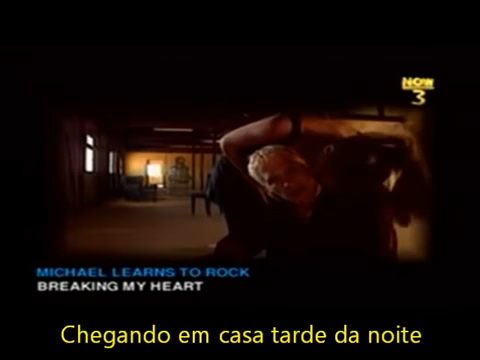 NOW
3
MICHAEL LEARNS TO ROCK
BREAKING MY HEART
Chegando em casa tarde da noite